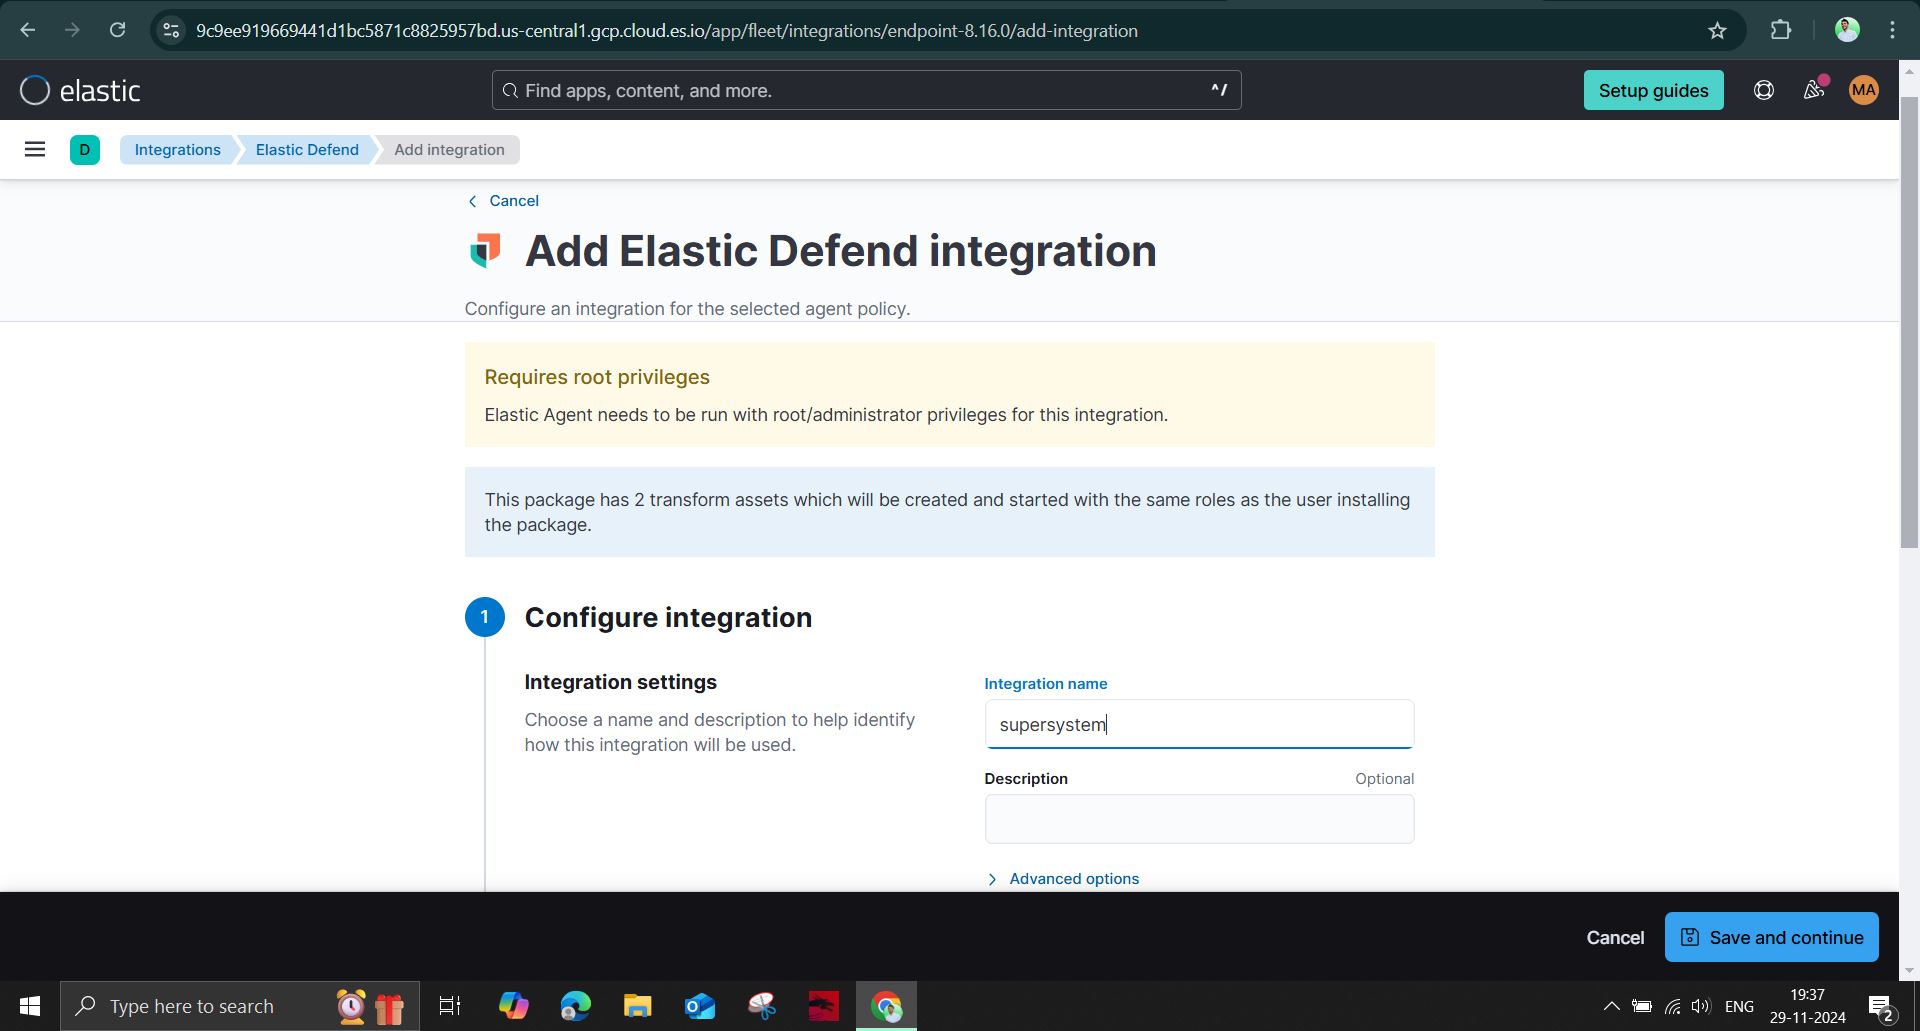 9c9ee919669441d1bc5871c8825957bd.us-central1.gcp.cloud.es.io/app/fleet/integrations/endpoint-8.16.0/add-integration
elastic
Find apps, content, and more.
^/
Setup guides
MA
D
Integrations
Elastic Defend
Add integration
Cancel
Add Elastic Defend integration
Configure an integration for the selected agent policy.
Requires root privileges
Elastic Agent needs to be run with root/administrator privileges for this integration.
This package has 2 transform assets which will be created and started with the same roles as the user installing
the package.
1
Configure integration
Integration settings
Choose a name and description to help identify
how this integration will be used.
Integration name
supersystem
Description
Optional
Advanced options
Cancel
Save and continue
Type here to search
ENG
19:37
29-11-2024
2